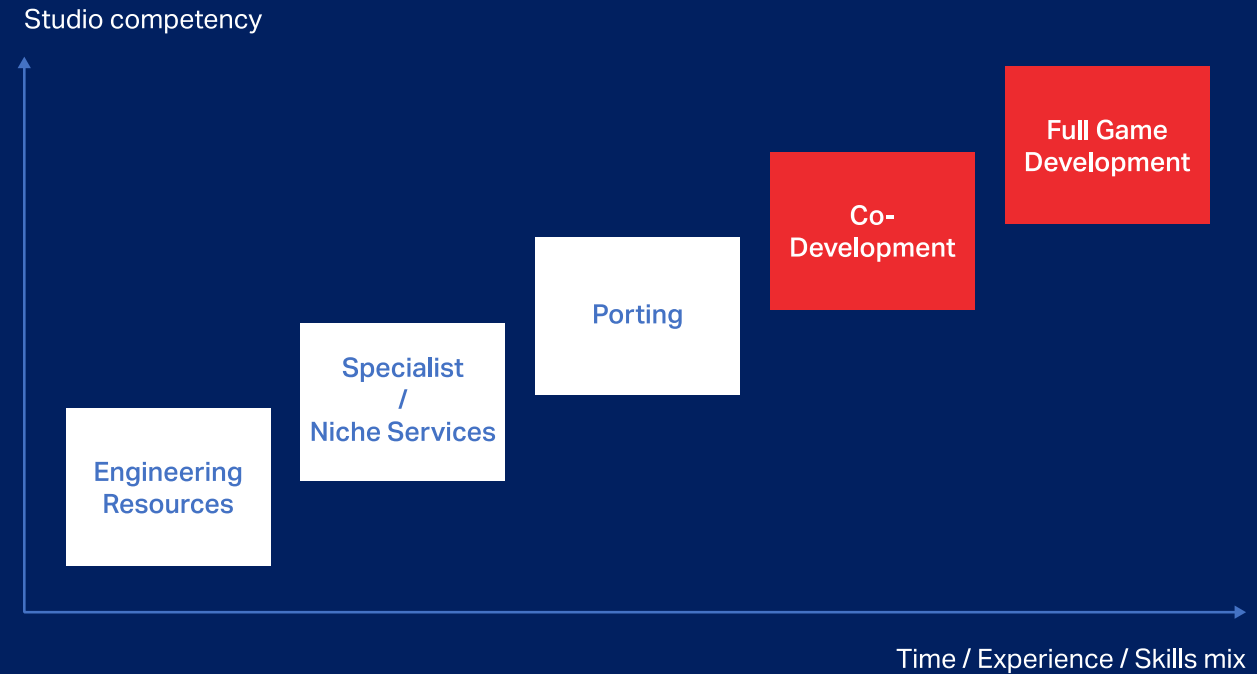 Studio competency
Full Game
Development
Co-
Development
Porting
Specialist
/
Niche Services
Engineering
Resources
Time / Experience / Skills mix